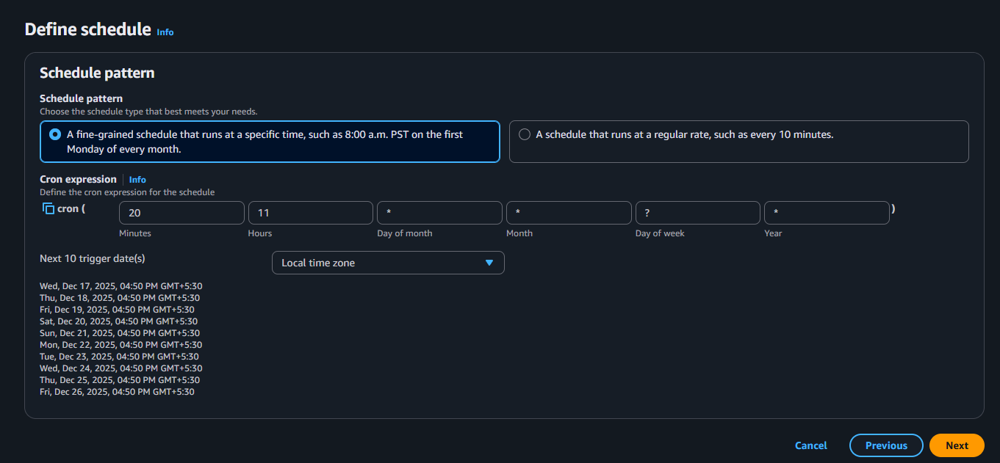 Define schedule Info
Schedule pattern
Schedule pattern
Choose the schedule type that best meets your needs.
A fine-grained schedule that runs at a specific time, such as 8:00 a.m. PST on the first
Monday of every month.
A schedule that runs at a regular rate, such as every 10 minutes.
Cron expression Info
Define the cron expression for the schedule
cron ( 20 11 * * ? * )
Minutes Hours Day of month Month Day of week Year
Next 10 trigger date(s) Local time zone
Wed, Dec 17, 2025, 04:50 PM GMT+5:30
Thu, Dec 18, 2025, 04:50 PM GMT+5:30
Fri, Dec 19, 2025, 04:50 PM GMT+5:30
Sat, Dec 20, 2025, 04:50 PM GMT+5:30
Sun, Dec 21, 2025, 04:50 PM GMT+5:30
Mon, Dec 22, 2025, 04:50 PM GMT+5:30
Tue, Dec 23, 2025, 04:50 PM GMT+5:30
Wed, Dec 24, 2025, 04:50 PM GMT+5:30
Thu, Dec 25, 2025, 04:50 PM GMT+5:30
Fri, Dec 26, 2025, 04:50 PM GMT+5:30
Cancel Previous Next